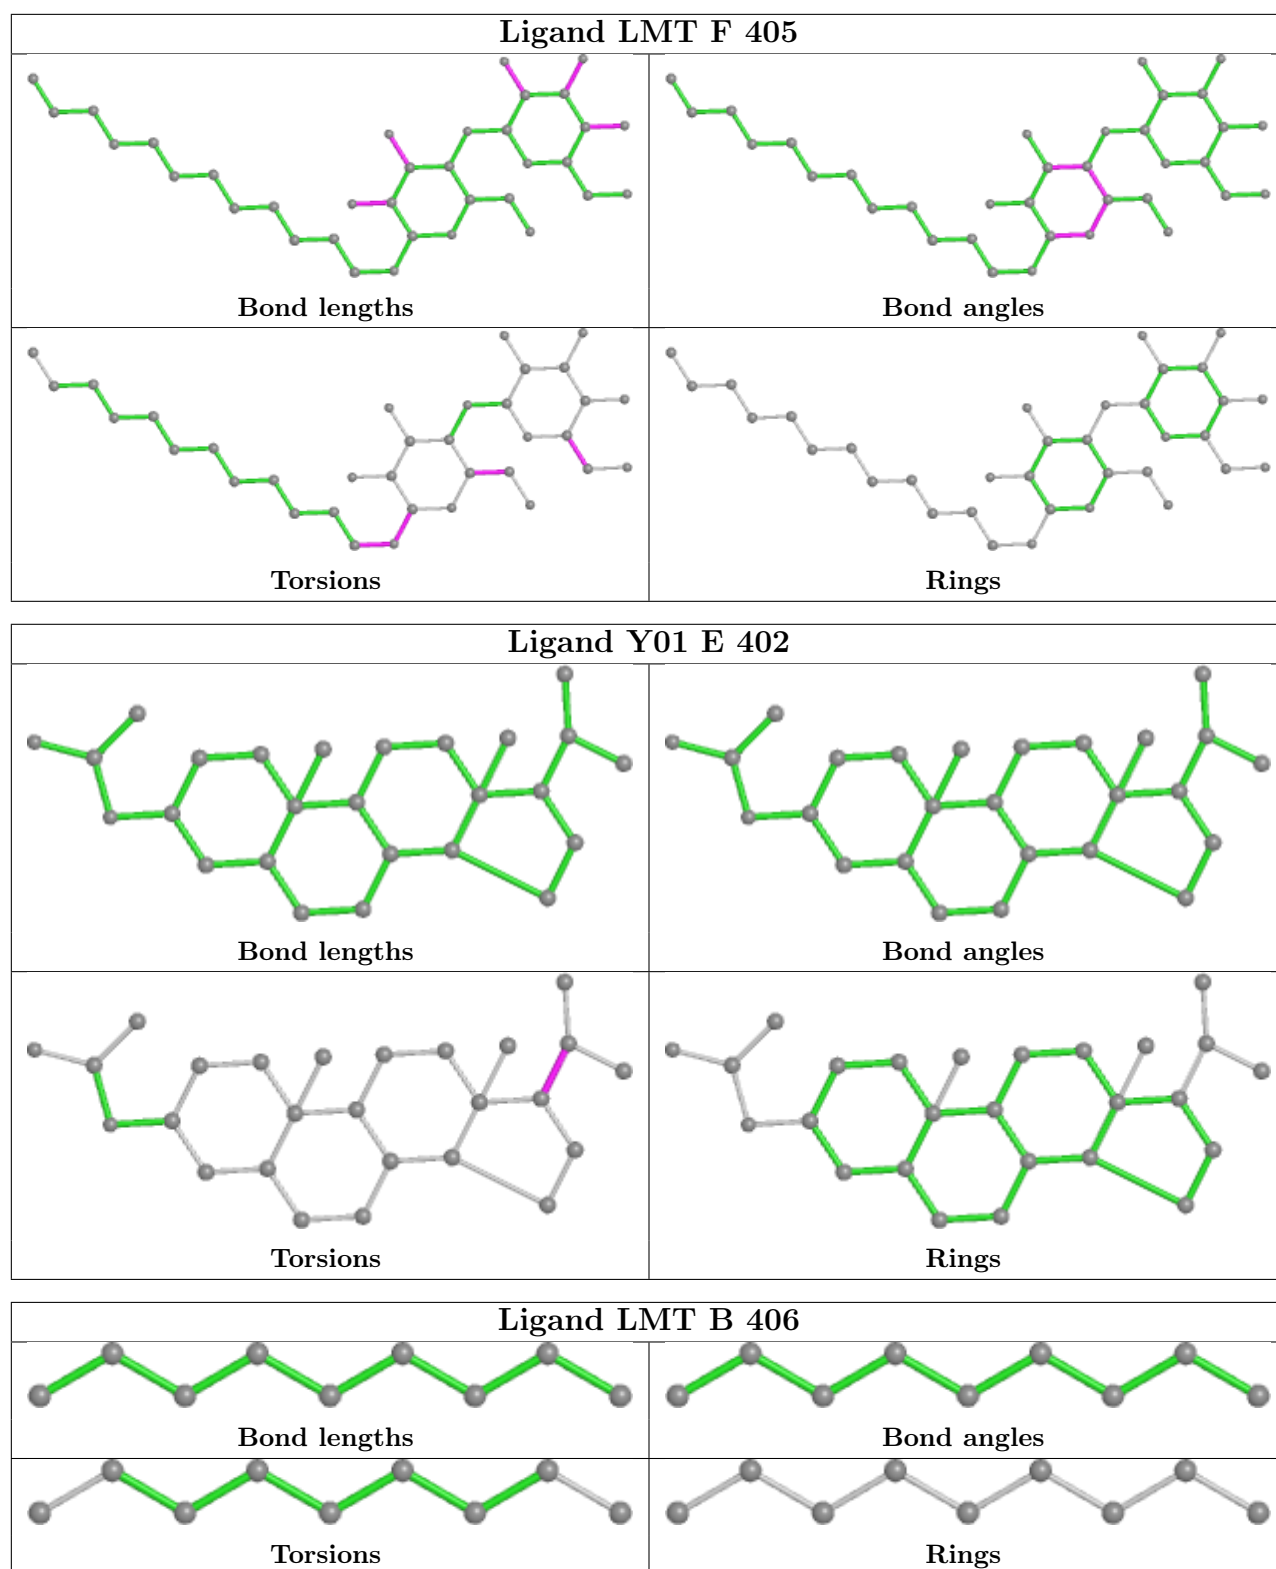 Ligand LMT F 405
Bond lengths
Bond angles
Torsions
Rings
Ligand Y01 E 402
Bond lengths
Bond angles
Torsions
Rings
Ligand LMT B 406
Bond lengths
Bond angles
Torsions
Rings